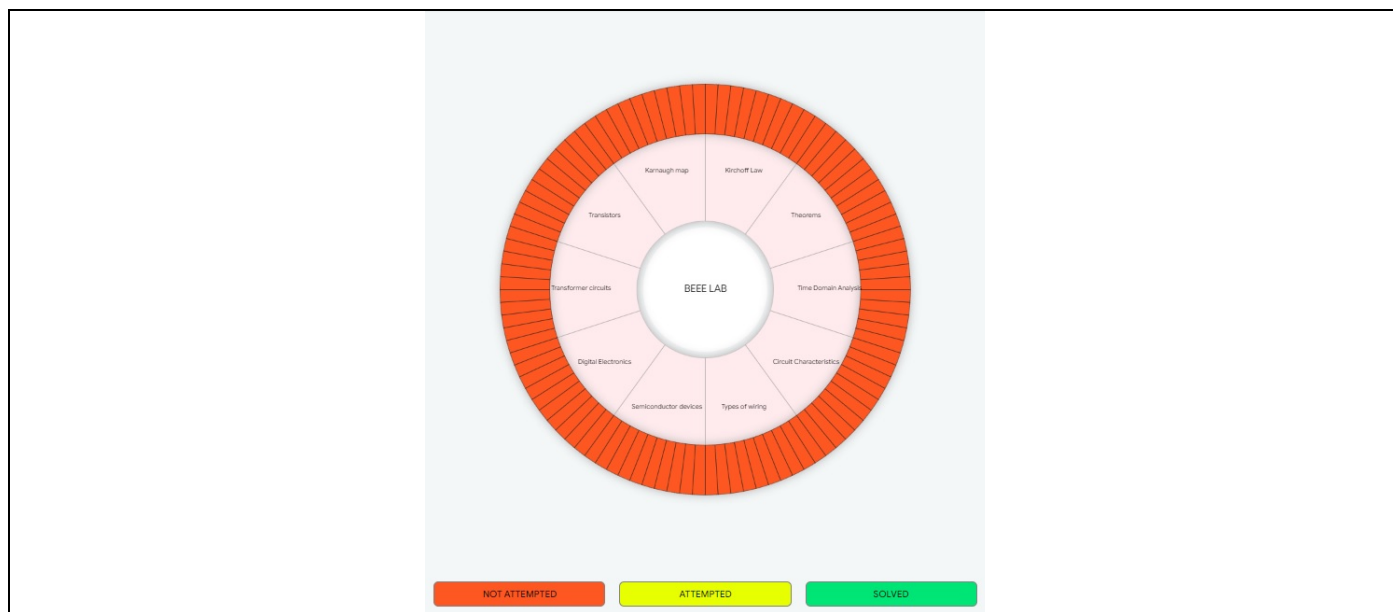 Karnaugh map
Kirchoff Law
Transistors
Theorems
Transformer circuits
BEEE LAB
Time Domain Analysis
Digital Electronics
Circuit Characteristics
Semiconductor devices
Types of wiring
NOT ATTEMPTED
ATTEMPTED
SOLVED